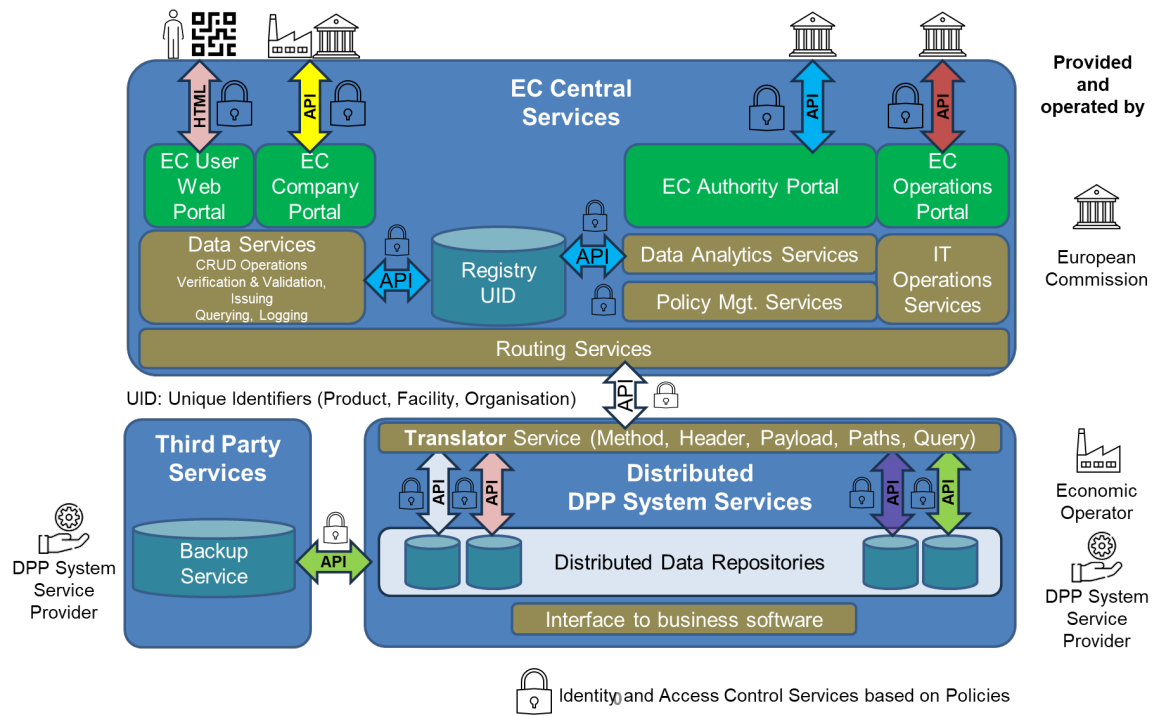 Provided
and
operated by
EC Central
Services
HTML
API
API
API
EC User
Web
Portal
EC
Company
Portal
EC Authority Portal
EC
Operations
Portal
European
Commission
Data Services
CRUD Operations
Verification & Validation,
Issuing
Querying, Logging
API
Registry
UID
API
Data Analytics Services
Policy Mgt. Services
IT
Operations
Services
Routing Services
API
UID: Unique Identifiers (Product, Facility, Organisation)
Third Party
Services
Translator Service (Method, Header, Payload, Paths, Query)
API
API
Distributed
DPP System Services
API
API
Economic
Operator
DPP System
Service
Provider
Backup
Service
API
Distributed Data Repositories
DPP System
Service
Provider
Interface to business software
Identity and Access Control Services based on Policies